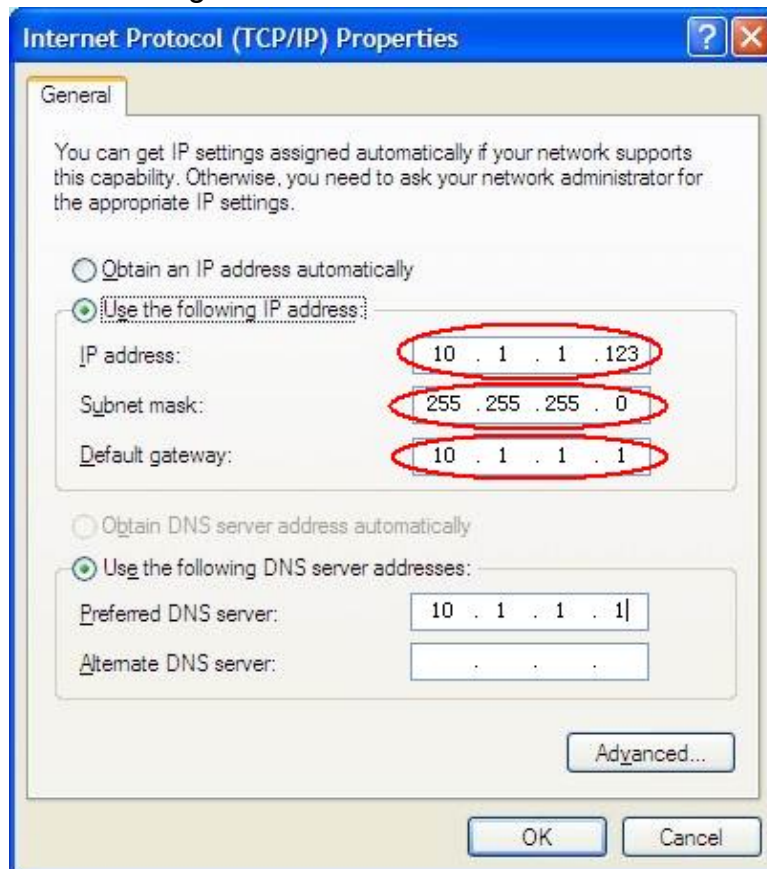 Internet Protocol (TCP/IP) Properties
General
You can get IP settings assigned automatically if your network supports
this capability. Otherwise, you need to ask your network administrator for
the appropriate IP settings.
Obtain an IP address automatically
Use the following IP address:
IP address: 10 . 1 . 1 . 123
Subnet mask: 255 . 255 . 255 . 0
Default gateway: 10 . 1 . 1 . 1
Obtain DNS server address automatically
Use the following DNS server addresses:
Preferred DNS server: 10 . 1 . 1 . 1
Alternate DNS server: . . .
Advanced...
OK Cancel